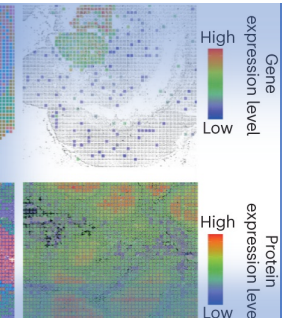 High
Low
Gene
expression level
High
Low
Protein
expression level